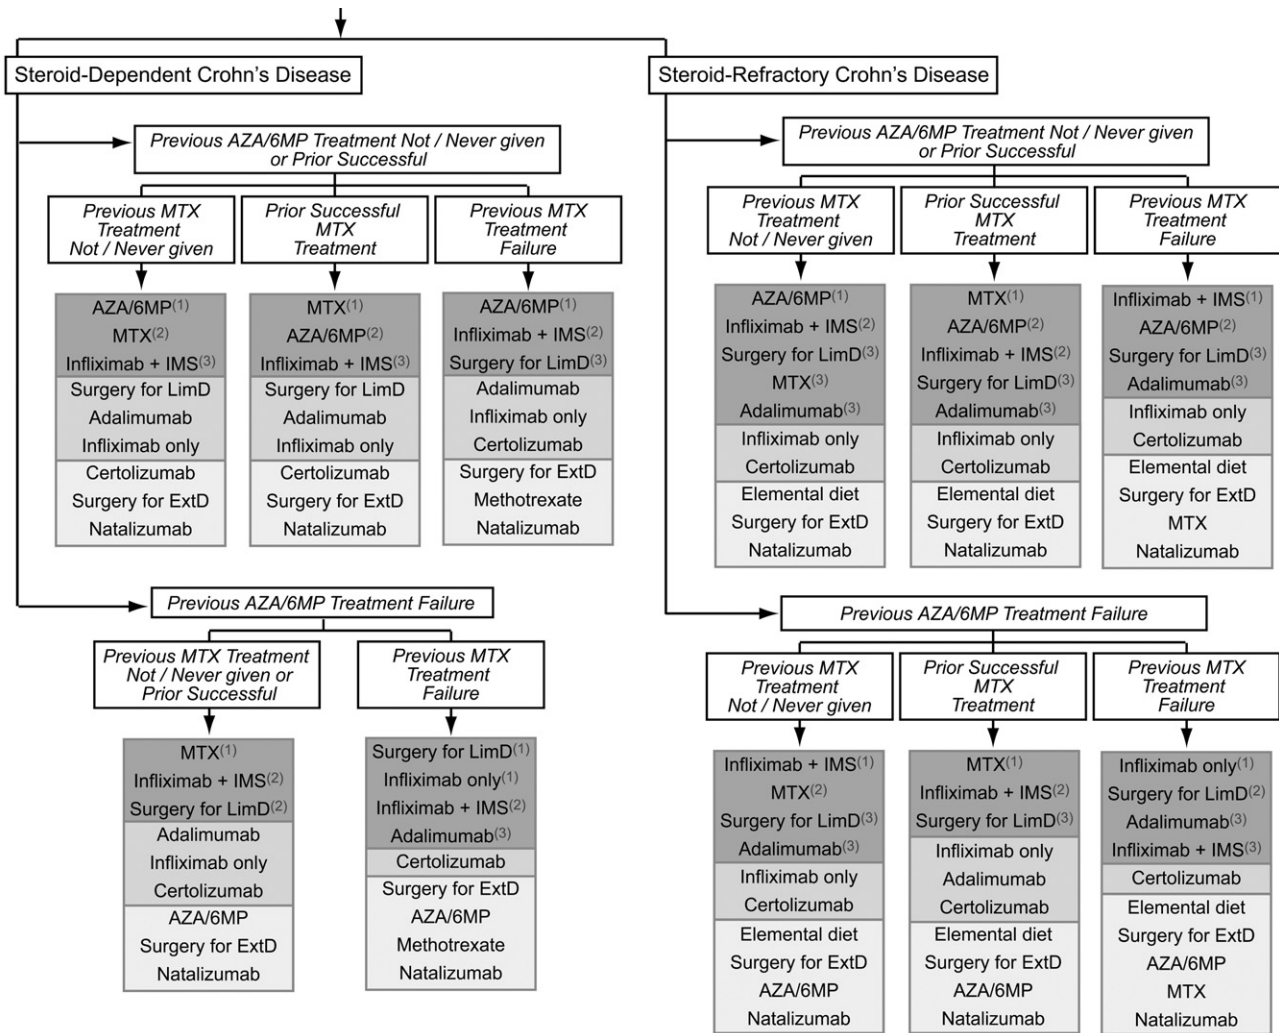 Steroid-Dependent Crohn's Disease
Previous AZA/6MP Treatment Not / Never given
or Prior Successful
Previous MTX
Treatment
Not / Never given
AZA/6MP(1)
MTX(2)
Infliximab + IMS(3)
Surgery for LimD
Adalimumab
Infliximab only
Certolizumab
Surgery for ExtD
Natalizumab
Prior Successful
MTX
Treatment
MTX(1)
AZA/6MP(2)
Infliximab + IMS(3)
Surgery for LimD
Adalimumab
Infliximab only
Certolizumab
Surgery for ExtD
Natalizumab
Previous MTX
Treatment
Failure
AZA/6MP(1)
Infliximab + IMS(2)
Surgery for LimD(3)
Adalimumab
Infliximab only
Certolizumab
Surgery for ExtD
Methotrexate
Natalizumab
Previous AZA/6MP Treatment Failure
Previous MTX Treatment
Not / Never given or
Prior Successful
MTX(1)
Infliximab + IMS(2)
Surgery for LimD(2)
Adalimumab
Infliximab only
Certolizumab
AZA/6MP
Surgery for ExtD
Natalizumab
Previous MTX
Treatment
Failure
Surgery for LimD(1)
Infliximab only(1)
Infliximab + IMS(2)
Adalimumab(3)
Certolizumab
Surgery for ExtD
AZA/6MP
Methotrexate
Natalizumab
Steroid-Refractory Crohn's Disease
Previous AZA/6MP Treatment Not / Never given
or Prior Successful
Previous MTX
Treatment
Not / Never given
AZA/6MP(1)
Infliximab + IMS(2)
Surgery for LimD(3)
MTX(3)
Adalimumab(3)
Infliximab only
Certolizumab
Elemental diet
Surgery for ExtD
Natalizumab
Prior Successful
MTX
Treatment
MTX(1)
AZA/6MP(2)
Infliximab + IMS(2)
Surgery for LimD(3)
Adalimumab(3)
Infliximab only
Certolizumab
Elemental diet
Surgery for ExtD
Natalizumab
Previous MTX
Treatment
Failure
Infliximab + IMS(1)
AZA/6MP(2)
Surgery for LimD(3)
Adalimumab(3)
Infliximab only
Certolizumab
Elemental diet
Surgery for ExtD
MTX
Natalizumab
Previous AZA/6MP Treatment Failure
Previous MTX
Treatment
Not / Never given
Infliximab + IMS(1)
MTX(2)
Surgery for LimD(3)
Adalimumab(3)
Infliximab only
Certolizumab
Elemental diet
Surgery for ExtD
AZA/6MP
Natalizumab
Prior Successful
MTX
Treatment
MTX(1)
Infliximab + IMS(2)
Surgery for LimD(3)
Infliximab only
Adalimumab
Certolizumab
Elemental diet
Surgery for ExtD
AZA/6MP
Natalizumab
Previous MTX
Treatment
Failure
Infliximab only(1)
Surgery for LimD(2)
Adalimumab(3)
Infliximab + IMS(3)
Certolizumab
Elemental diet
Surgery for ExtD
AZA/6MP
MTX
Natalizumab